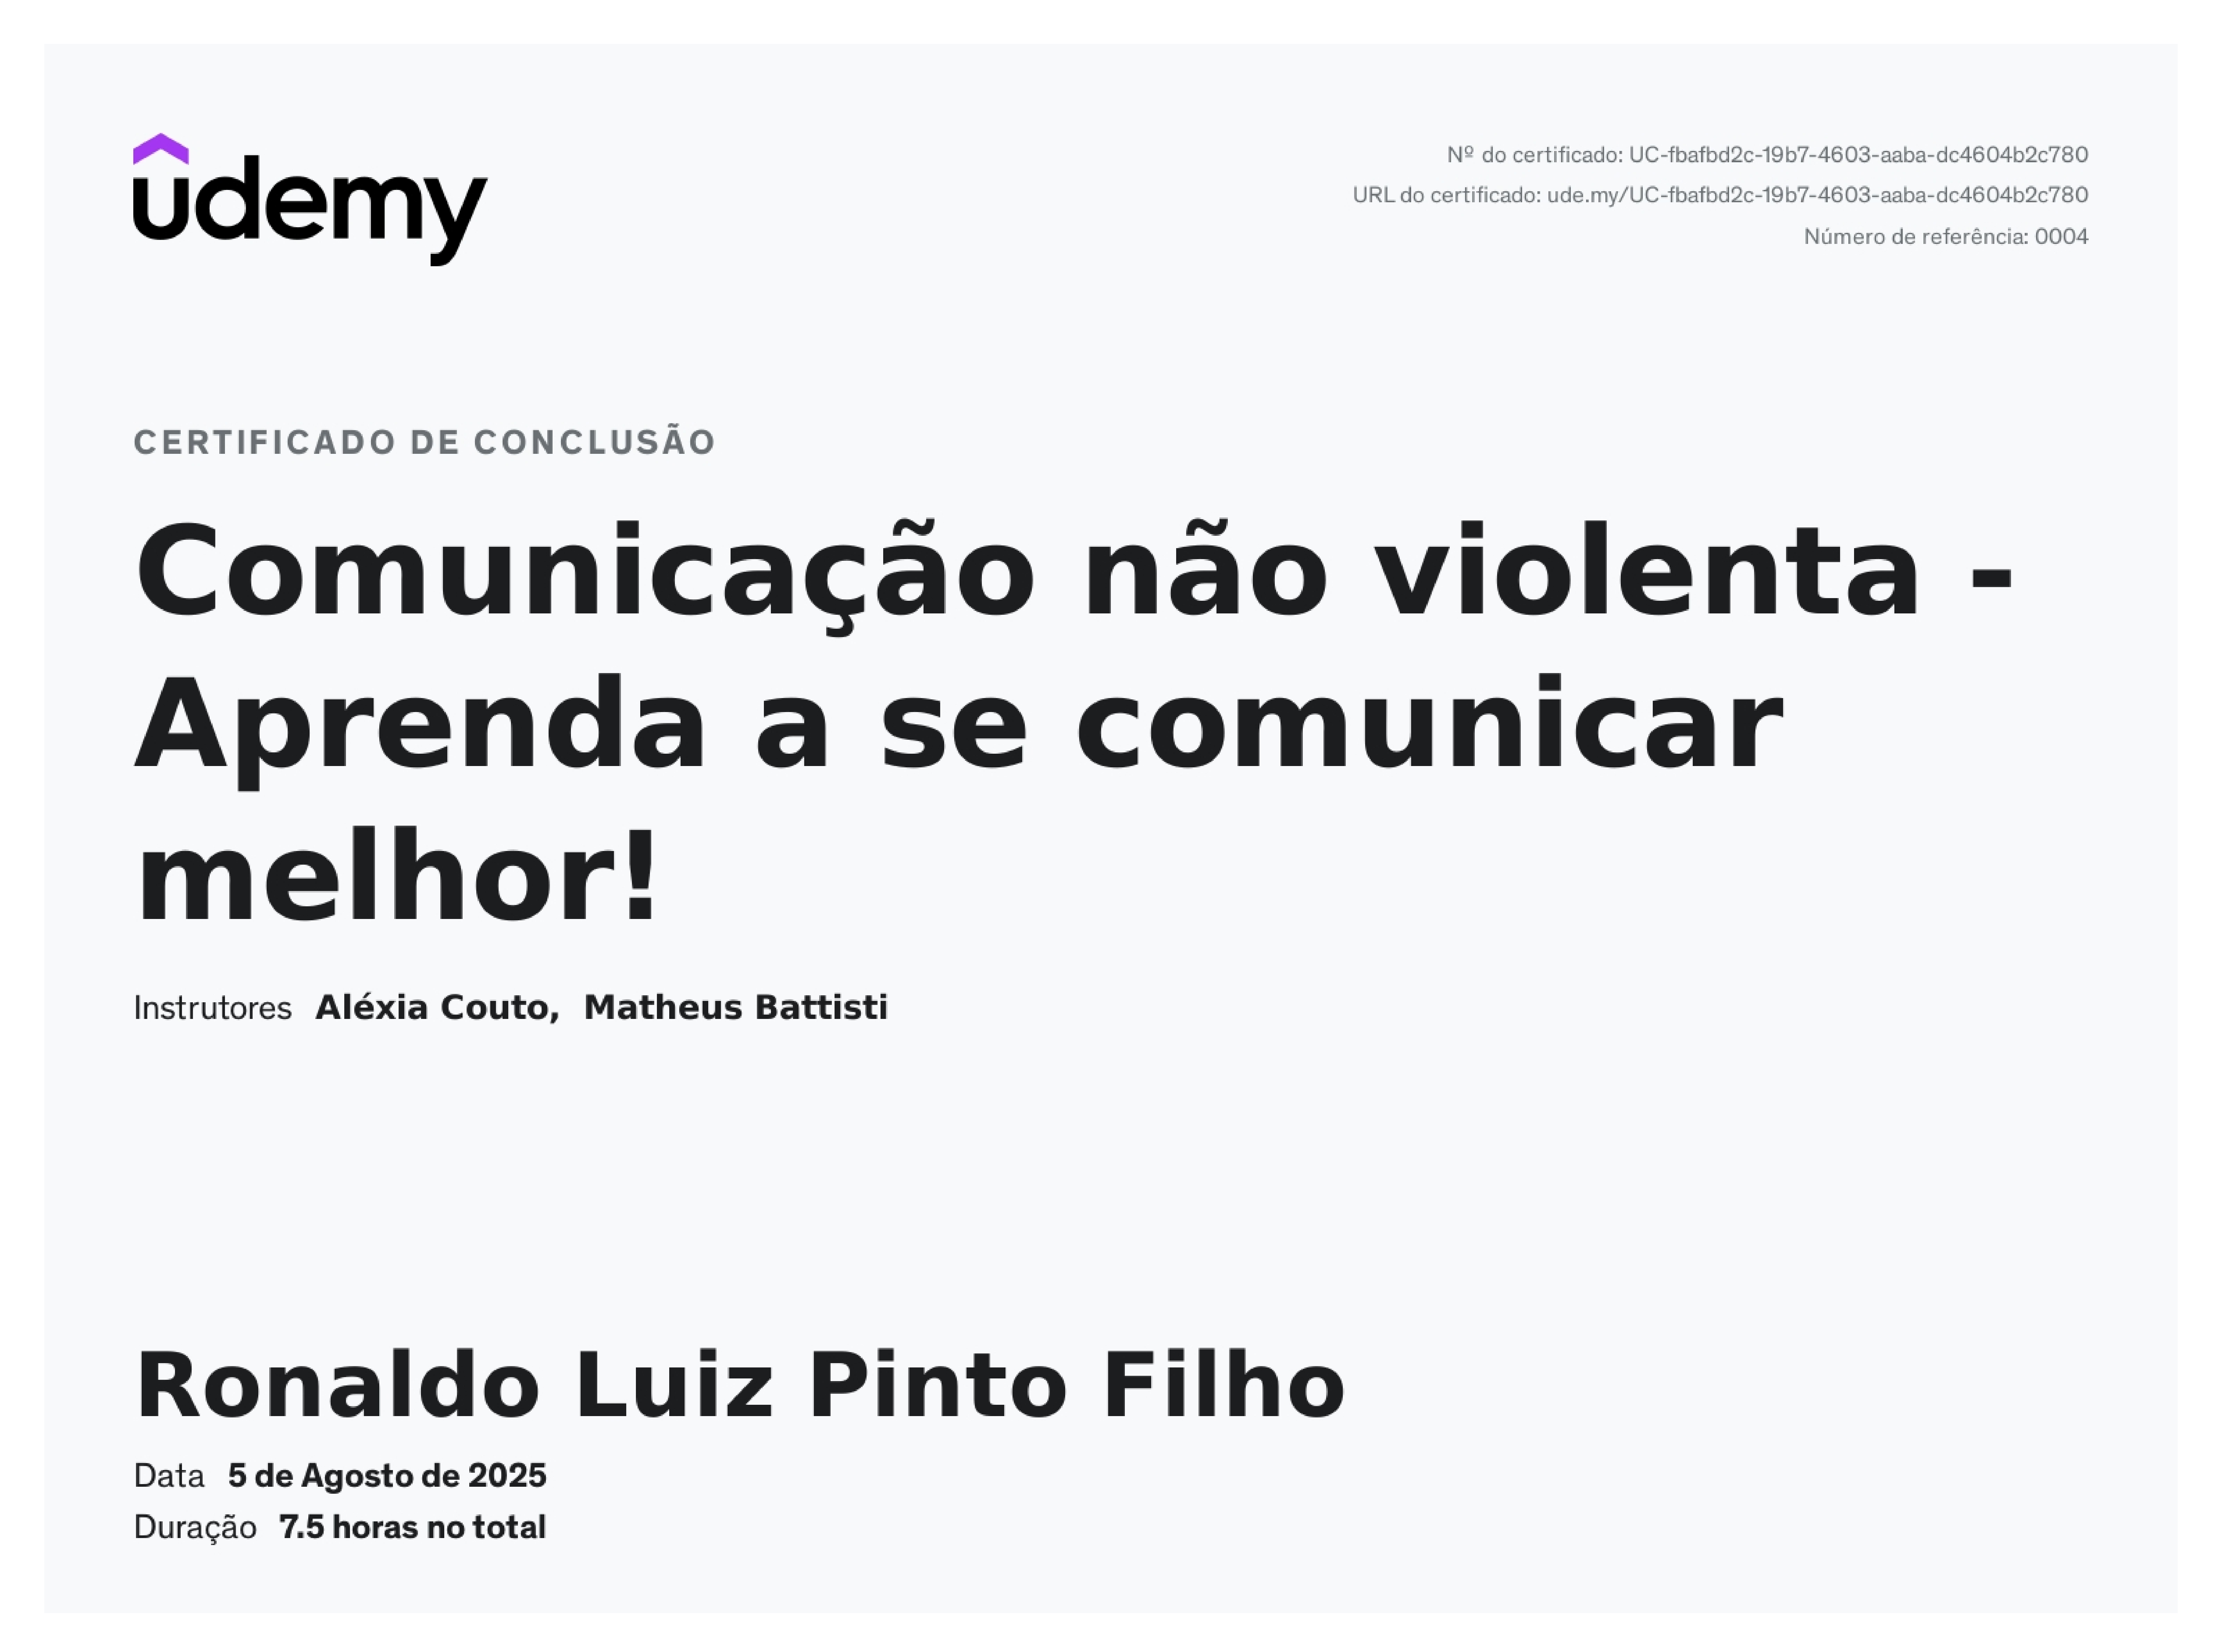 udemy
Nº do certificado: UC-fbafbd2c-19b7-4603-aaba-dc4604b2c780
URL do certificado: ude.my/UC-fbafbd2c-19b7-4603-aaba-dc4604b2c780
Número de referência: 0004
CERTIFICADO DE CONCLUSÃO
Comunicação não violenta -
Aprenda a se comunicar
melhor!
Instrutores Aléxia Couto, Matheus Battisti
Ronaldo Luiz Pinto Filho
Data 5 de Agosto de 2025
Duração 7.5 horas no total